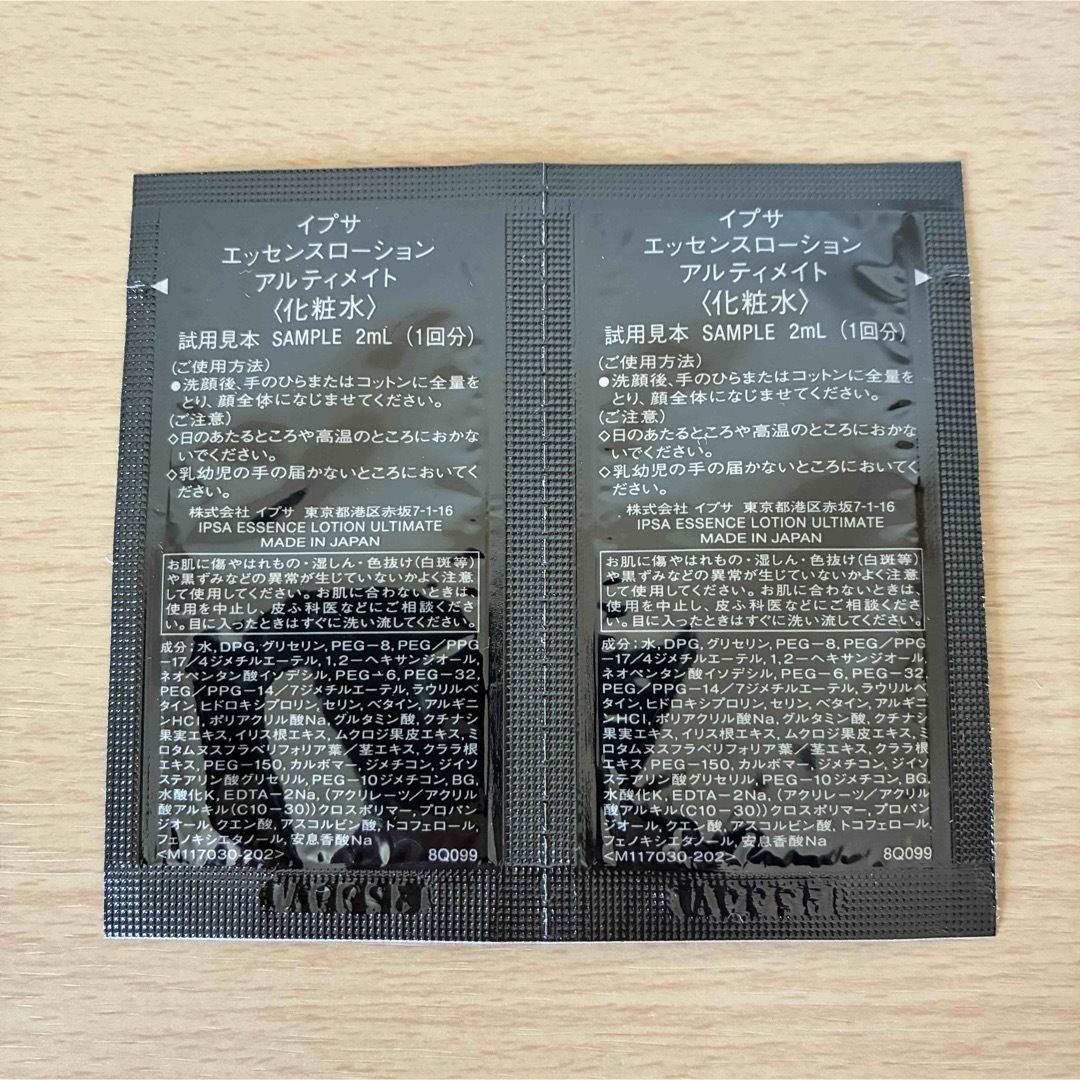 イプサ
エッセンスローション
アルティメイト
〈化粧水〉
試用見本 SAMPLE 2mL (1回分)
(ご使用方法)
●洗顔後、手のひらまたはコットンに全量を
とり、顔全体になじませてください。
(ご注意)
◇日のあたるところや高温のところにおかな
いでください。
◇乳幼児の手の届かないところにおいてく
ださい。
株式会社 イプサ 東京都港区赤坂7-1-16
IPSA ESSENCE LOTION ULTIMATE
MADE IN JAPAN
お肌に傷やはれもの・湿しん・色抜け(白斑等)
や黒ずみなどの異常が生じていないかよく注意
して使用してください。お肌に合わないときは、
使用を中止し、皮ふ科医などにご相談くださ
い。目に入ったときはすぐに洗い流してください。
成分:水,DPG,グリセリン,PEG-8,PEG/PPG
-17/4ジメチルエーテル,1,2-ヘキサンジオール,
ネオペンタン酸イソデシル,PEG-6,PEG-32,
PEG/PPG-14/7ジメチルエーテル,ラウリルベ
タイン,ヒドロキシプロリン,セリン,ベタイン,アルギニ
ンHCl,ポリアクリル酸Na,グルタミン酸,クチナシ
果実エキス,イリス根エキス,ムクロジ果皮エキス,ミ
ロタムヌスフラベリフォリア葉/茎エキス,クララ根
エキス,PEG-150,カルボマー,ジメチコン,ジイソ
ステアリン酸グリセリル,PEG-10ジメチコン,BG,
水酸化K,EDTA-2Na,(アクリレーツ/アクリル
酸アルキル(C10-30))クロスポリマー,プロパン
ジオール,クエン酸,アスコルビン酸,トコフェロール,
フェノキシエタノール,安息香酸Na
<M117030-202> 8Q099
イプサ
エッセンスローション
アルティメイト
〈化粧水〉
試用見本 SAMPLE 2mL (1回分)
(ご使用方法)
●洗顔後、手のひらまたはコットンに全量を
とり、顔全体になじませてください。
(ご注意)
◇日のあたるところや高温のところにおかな
いでください。
◇乳幼児の手の届かないところにおいてく
ださい。
株式会社 イプサ 東京都港区赤坂7-1-16
IPSA ESSENCE LOTION ULTIMATE
MADE IN JAPAN
お肌に傷やはれもの・湿しん・色抜け(白斑等)
や黒ずみなどの異常が生じていないかよく注意
して使用してください。お肌に合わないときは、
使用を中止し、皮ふ科医などにご相談くださ
い。目に入ったときはすぐに洗い流してください。
成分:水,DPG,グリセリン,PEG-8,PEG/PPG
-17/4ジメチルエーテル,1,2-ヘキサンジオール,
ネオペンタン酸イソデシル,PEG-6,PEG-32,
PEG/PPG-14/7ジメチルエーテル,ラウリルベ
タイン,ヒドロキシプロリン,セリン,ベタイン,アルギニ
ンHCl,ポリアクリル酸Na,グルタミン酸,クチナシ
果実エキス,イリス根エキス,ムクロジ果皮エキス,ミ
ロタムヌスフラベリフォリア葉/茎エキス,クララ根
エキス,PEG-150,カルボマー,ジメチコン,ジイソ
ステアリン酸グリセリル,PEG-10ジメチコン,BG,
水酸化K,EDTA-2Na,(アクリレーツ/アクリル
酸アルキル(C10-30))クロスポリマー,プロパン
ジオール,クエン酸,アスコルビン酸,トコフェロール,
フェノキシエタノール,安息香酸Na
<M117030-202> 8Q099